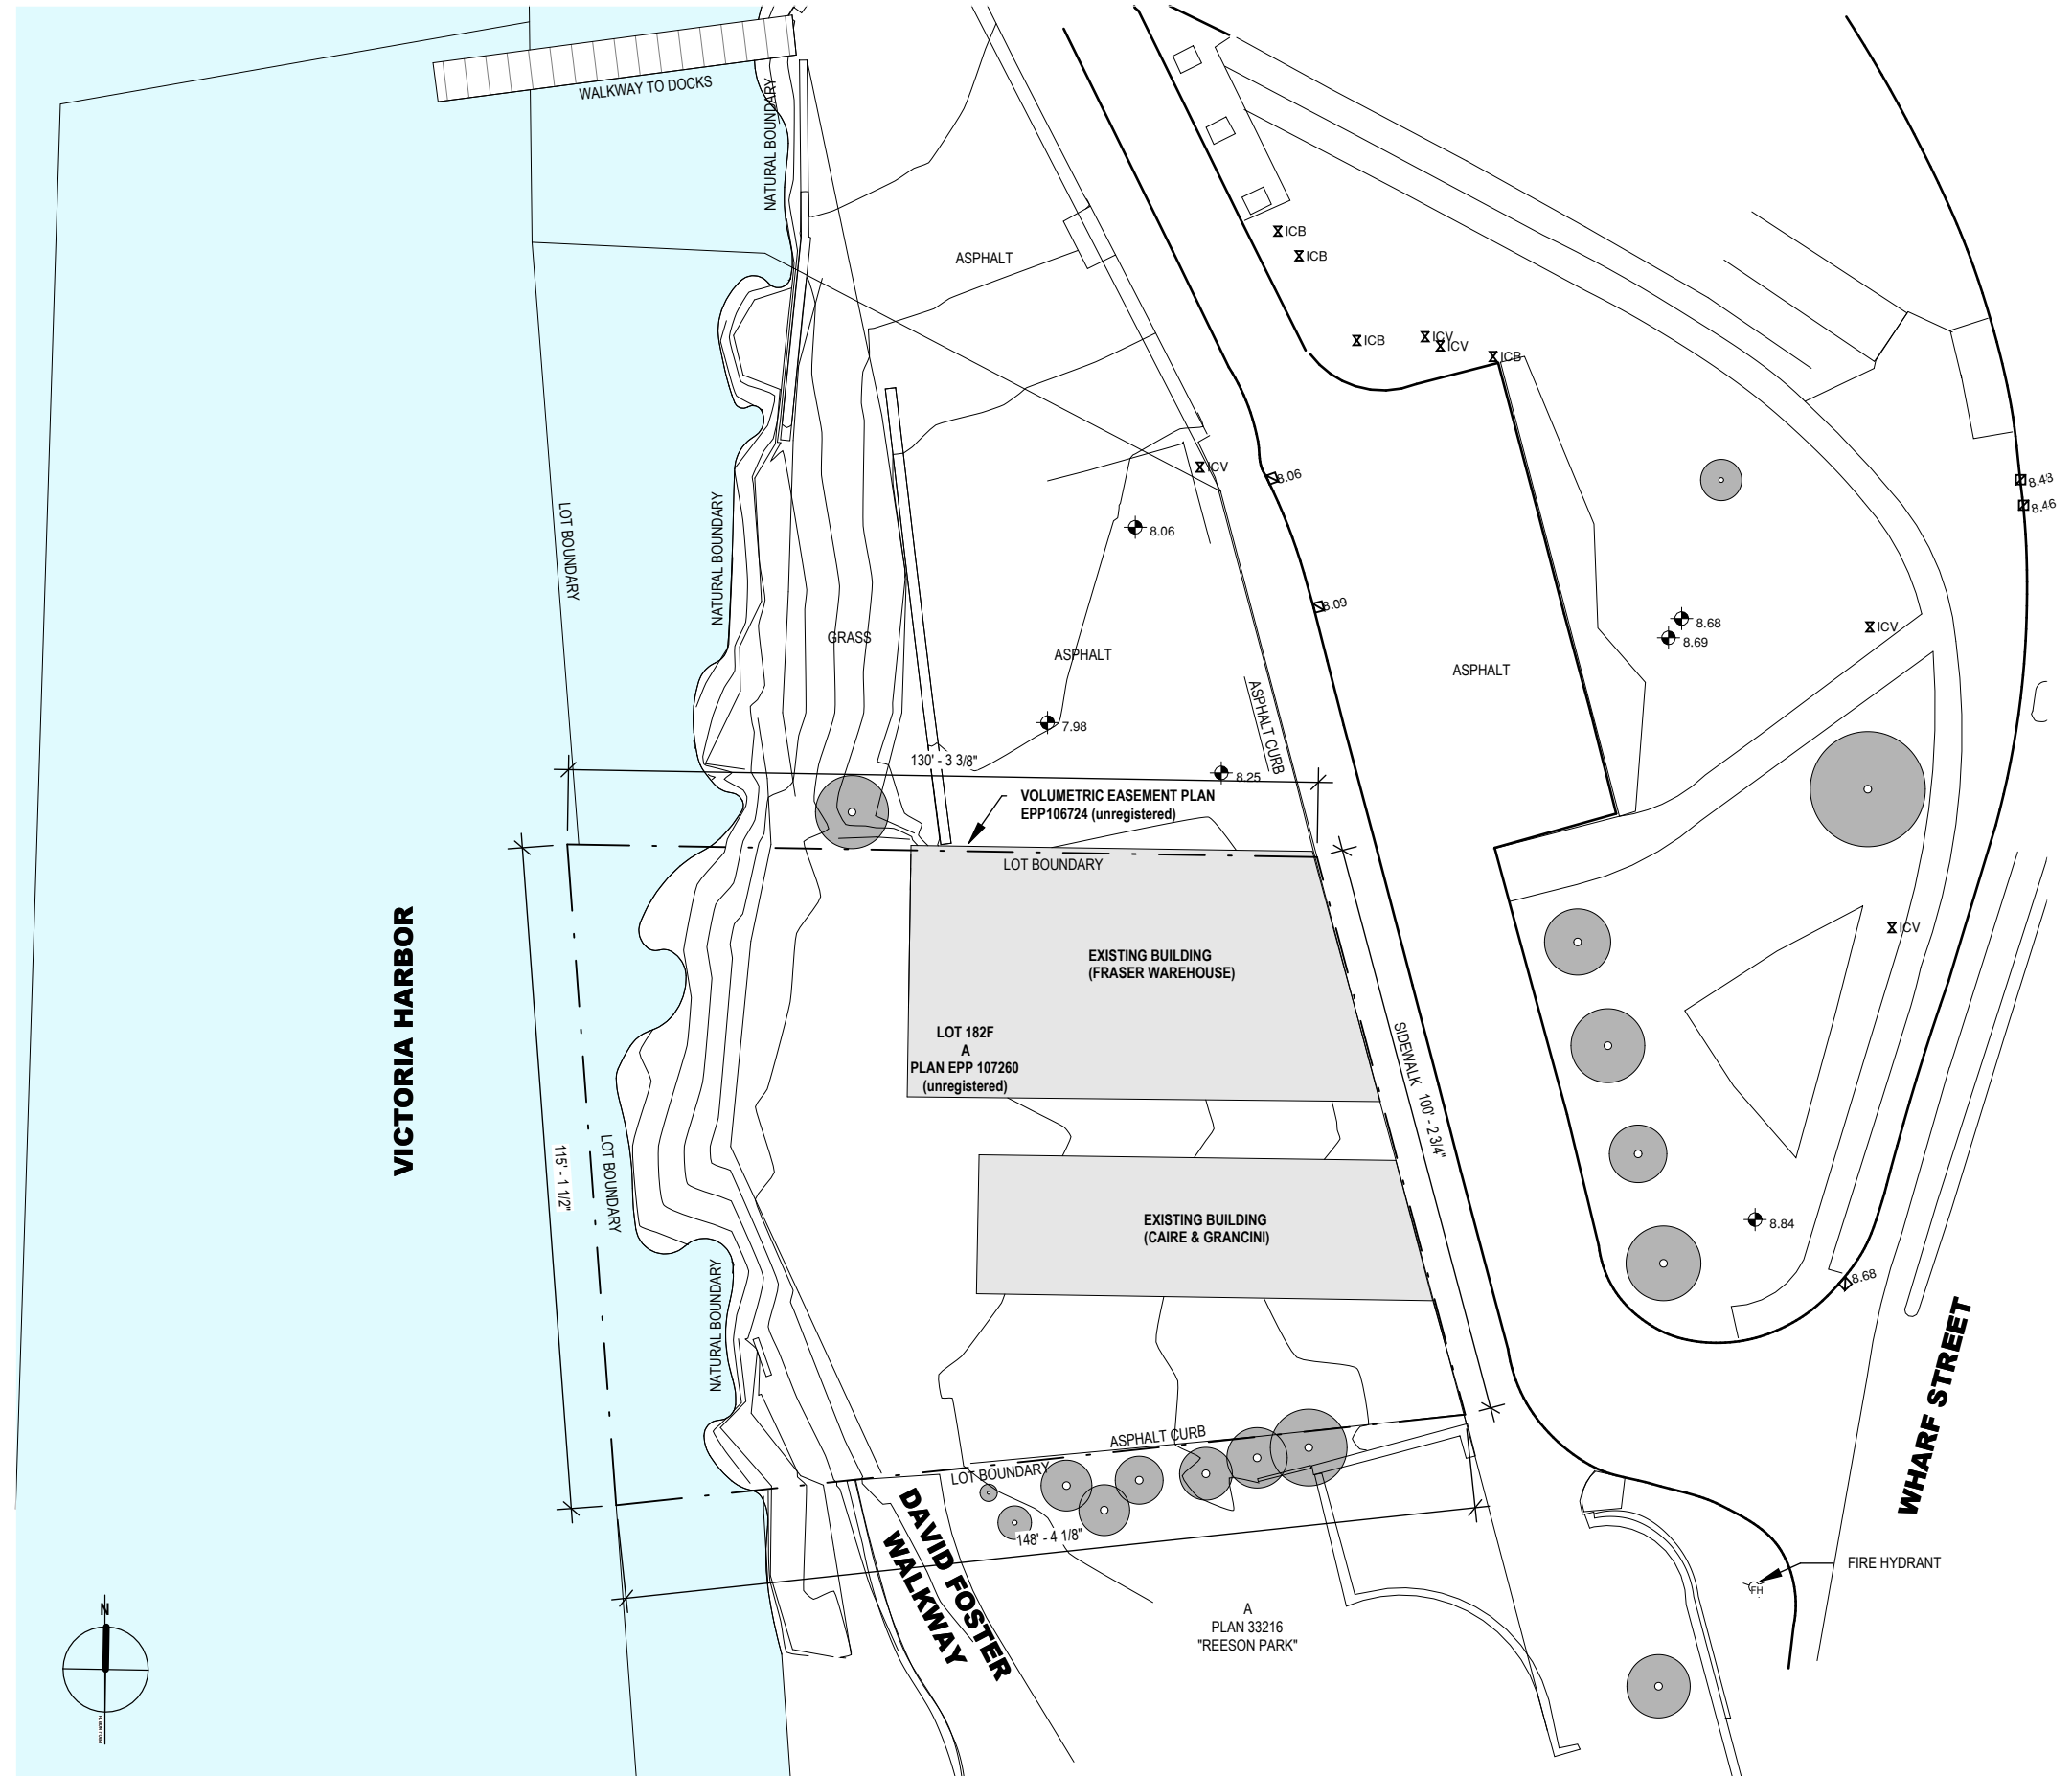 WALKWAY TO DOCKS
NATURAL BOUNDARY
ICB
ICB
ASPHALT
ICB
ICV
ICV
ICB
ICV
8.06
8.43
8.46
LOT BOUNDARY
NATURAL BOUNDARY
8.06
8.09
8.68
8.69
ICV
GRASS
ASPHALT
ASPHALT
ASPHALT CURB
7.98
130' - 3 3/8"
8.25
VOLUMETRIC EASEMENT PLAN
EPP106724 (unregistered)
LOT BOUNDARY
ICV
VICTORIA HARBOR
EXISTING BUILDING
(FRASER WAREHOUSE)
LOT 182F
A
PLAN EPP 107260
(unregistered)
SIDEWALK
100' - 2 3/4"
115' - 1 1/2"
LOT BOUNDARY
EXISTING BUILDING
(CAIRE & GRANCINI)
8.84
8.68
NATURAL BOUNDARY
WHARF STREET
ASPHALT CURB
LOT BOUNDARY
DAVID FOSTER
WALKWAY
148' - 4 1/8"
FIRE HYDRANT
FH
A
PLAN 33216
"REESON PARK"
N